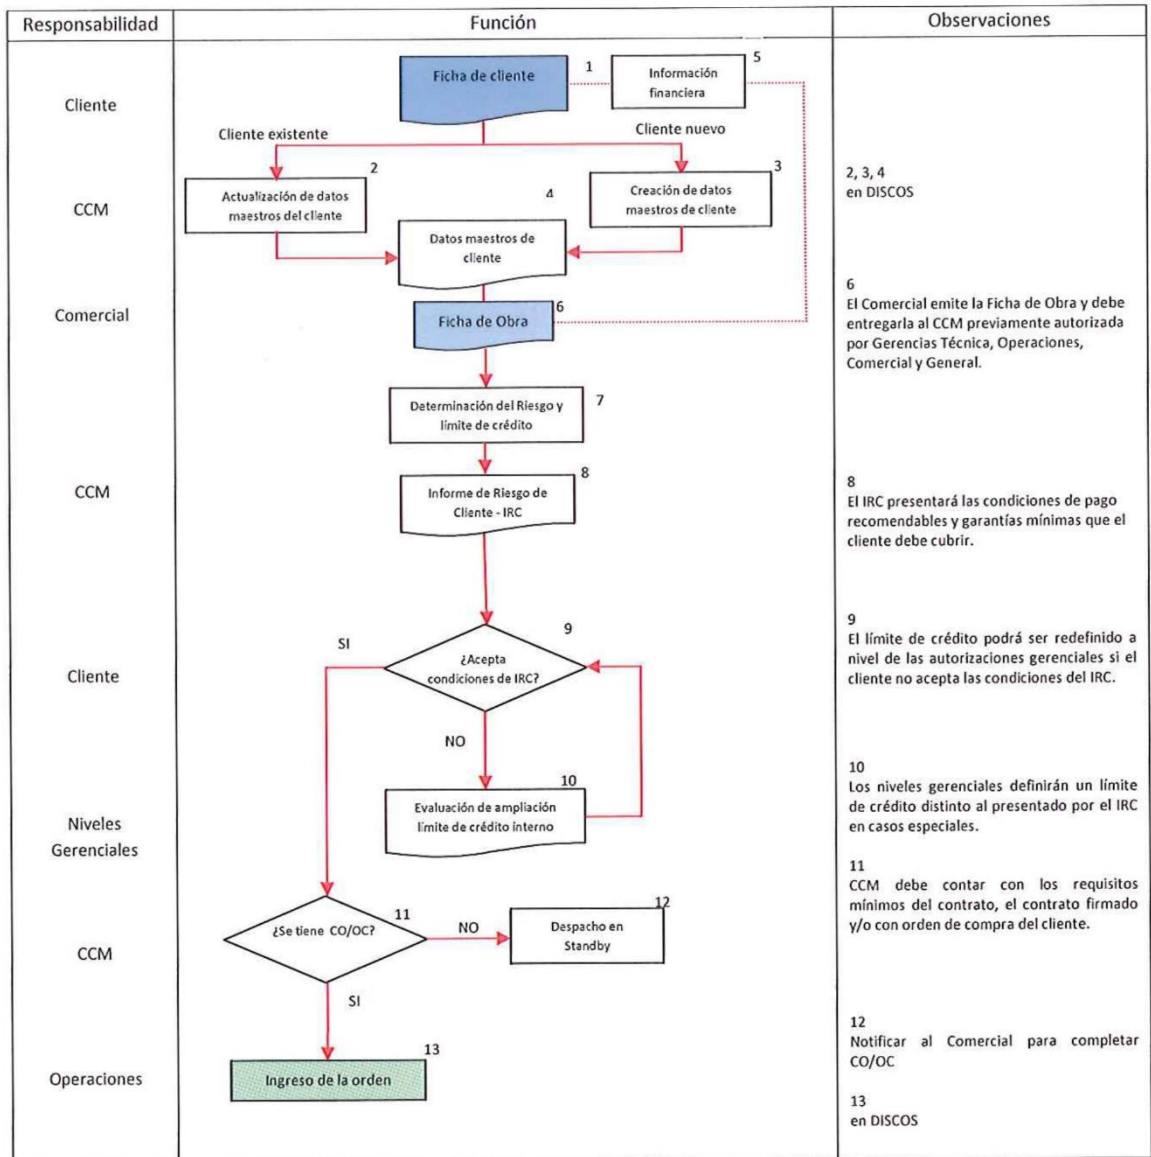 Responsabilidad
Función
Observaciones
Cliente
Ficha de cliente
1
Información
financiera
5
Cliente existente
Cliente nuevo
CCM
2
Actualización de datos
maestros del cliente
3
Creación de datos
maestros de cliente
4
Datos maestros de
cliente
2, 3, 4
en DISCOS
Comercial
Ficha de Obra
6
6
El Comercial emite la Ficha de Obra y debe
entregarla al CCM previamente autorizada
por Gerencias Técnica, Operaciones,
Comercial y General.
Determinación del Riesgo y
límite de crédito
7
CCM
8
Informe de Riesgo de
Cliente - IRC
8
El IRC presentará las condiciones de pago
recomendables y garantías mínimas que el
cliente debe cubrir.
Cliente
SI
9
¿Acepta
condiciones de IRC?
NO
9
El límite de crédito podrá ser redefinido a
nivel de las autorizaciones gerenciales si el
cliente no acepta las condiciones del IRC.
Niveles
Gerenciales
10
Evaluación de ampliación
límite de crédito interno
10
Los niveles gerenciales definirán un límite
de crédito distinto al presentado por el IRC
en casos especiales.
CCM
11
¿Se tiene CO/OC?
NO
12
Despacho en
Standby
SI
11
CCM debe contar con los requisitos
mínimos del contrato, el contrato firmado
y/o con orden de compra del cliente.
12
Notificar al Comercial para completar
CO/OC
Operaciones
13
Ingreso de la orden
13
en DISCOS